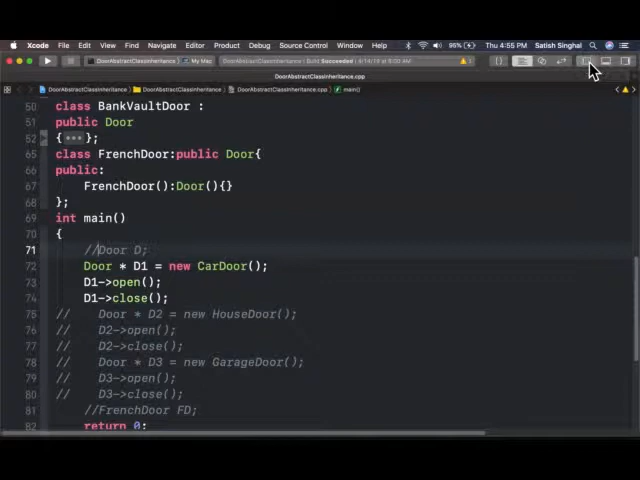 Xcode File Edit View Find Navigate Editor Product Debug Source Control Window Help 96% Thu 4:55 PM Satish Singhal
DoorAbstractClassInheritance My Mac DoorAbstractClassInheritance | Build Succeeded | 4/14/19 at 8:00 AM 1
DoorAbstractClassInheritance.cpp
DoorAbstractClassInheritance DoorAbstractClassInheritance DoorAbstractClassInheritance.cpp main()
50 class BankVaultDoor :
51 public Door
52 {•••};
65 class FrenchDoor:public Door{
66 public:
67 FrenchDoor():Door(){}
68 };
69 int main()
70 {
71 //Door D;
72 Door * D1 = new CarDoor();
73 D1->open();
74 D1->close();
75 // Door * D2 = new HouseDoor();
76 // D2->open();
77 // D2->close();
78 // Door * D3 = new GarageDoor();
79 // D3->open();
80 // D3->close();
81 //FrenchDoor FD;
82 return 0;